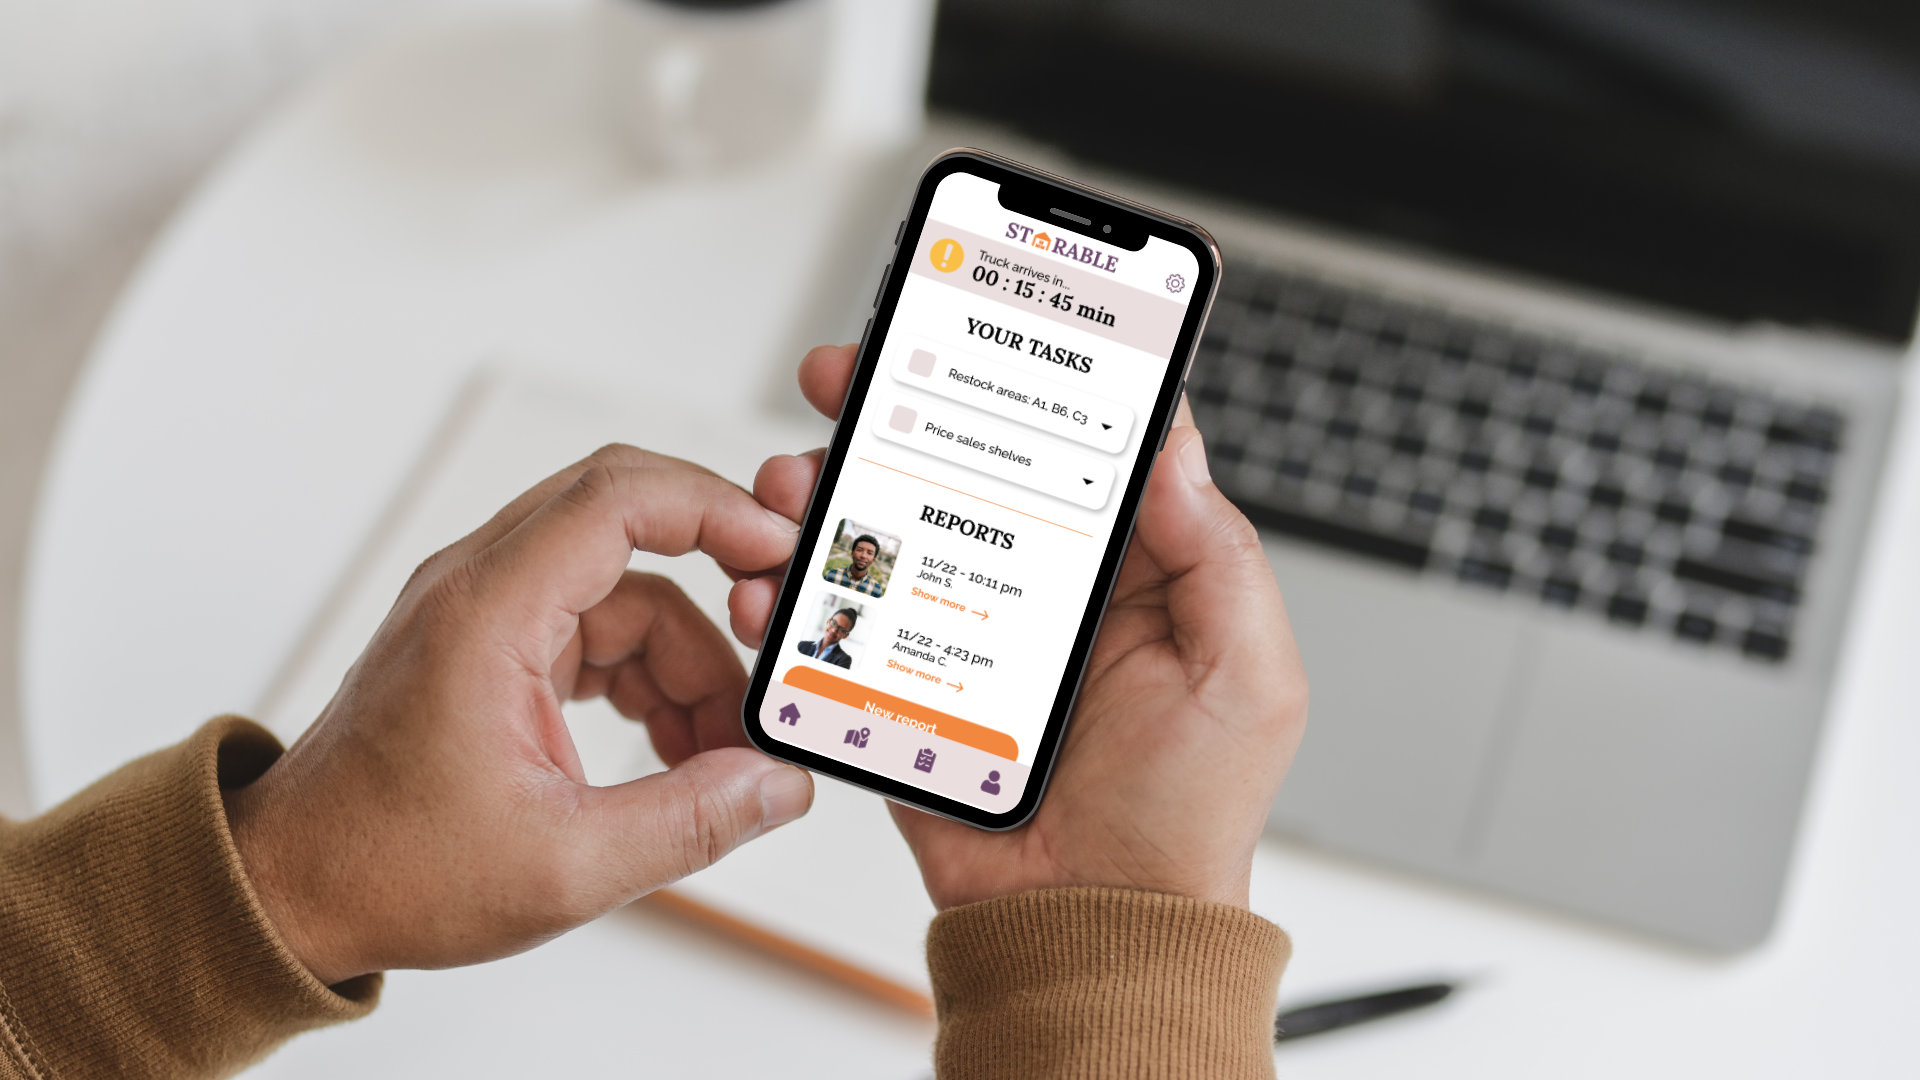 STORABLE
Truck arrives in...
00 : 15 : 45 min
YOUR TASKS
Restock areas: A1, B6, C3
Price sales shelves
REPORTS
11/22 - 10:11 pm
John S.
Show more
11/22 - 4:23 pm
Amanda C.
Show more
New report